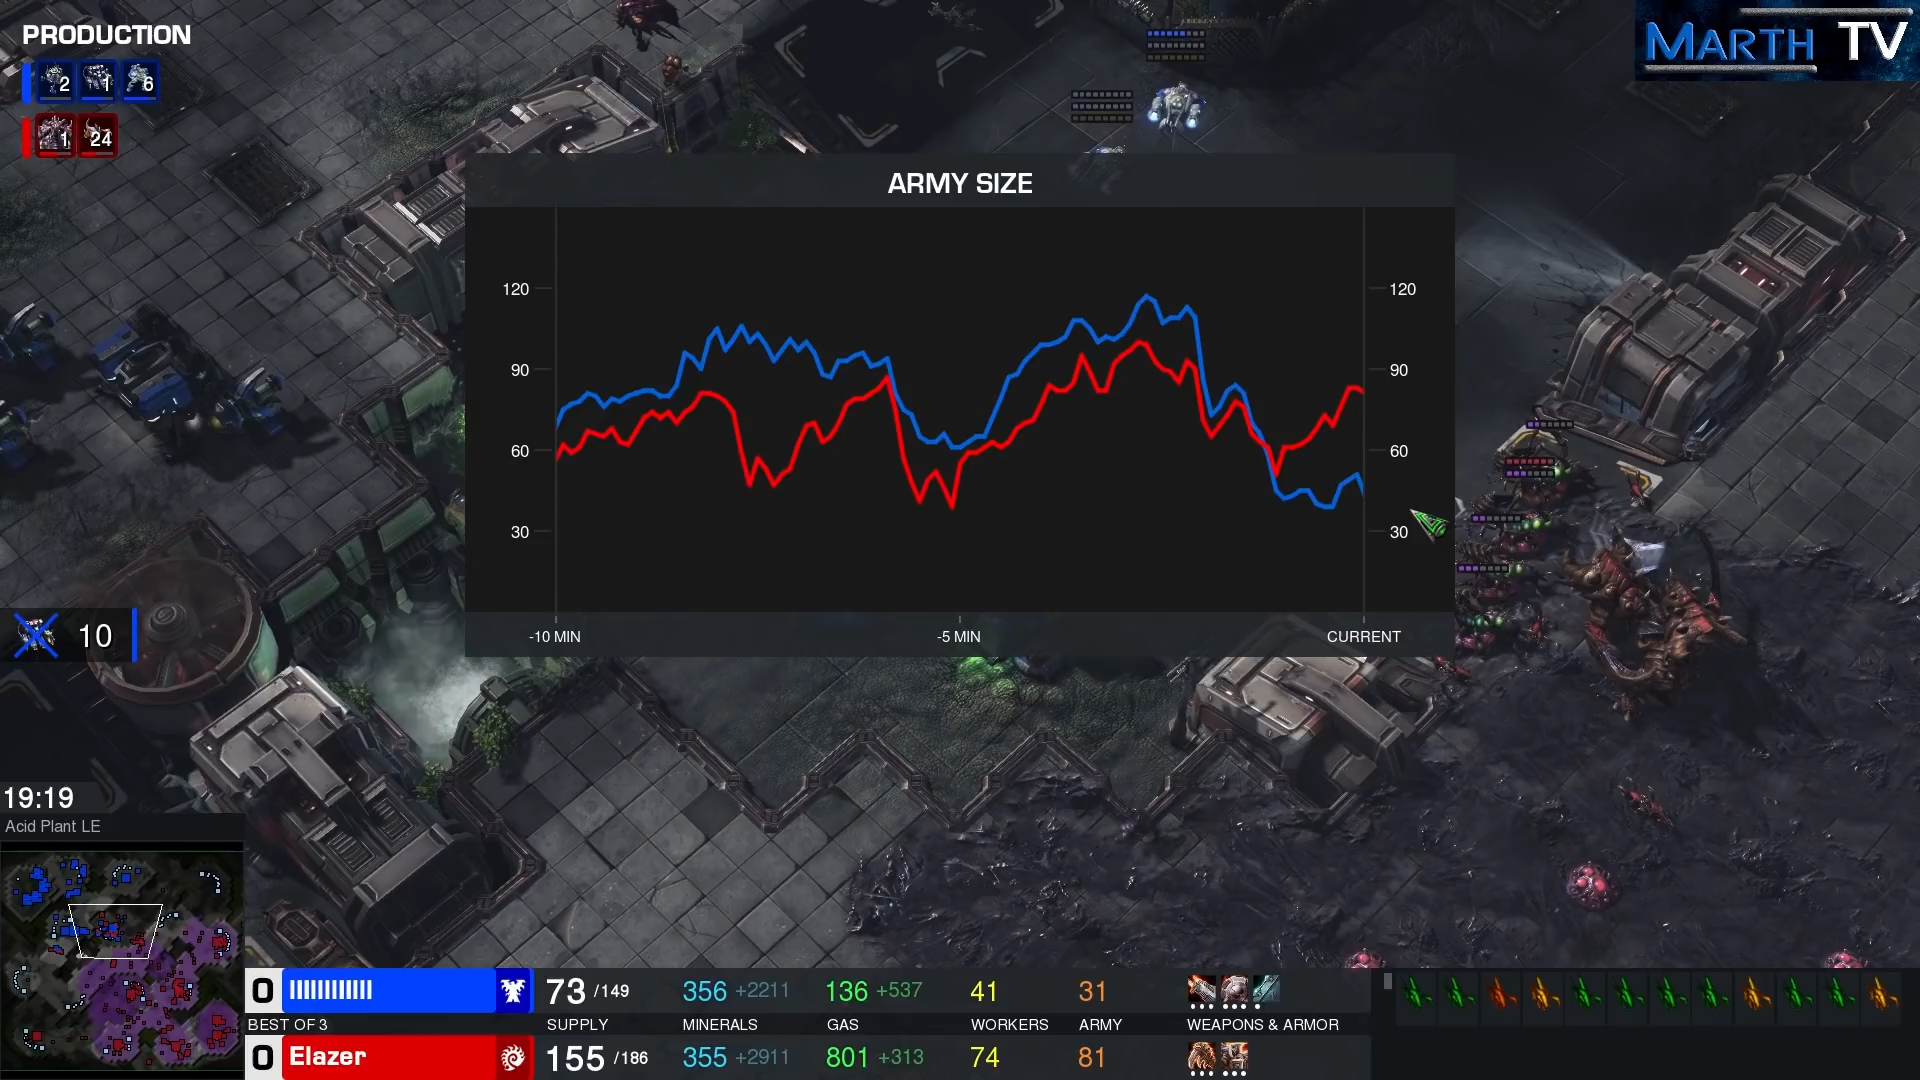 PRODUCTION
2 1 6
1 24
MARTH TV
ARMY SIZE
120 120
90 90
60 60
30 30
-10 MIN -5 MIN CURRENT
10
19:19
Acid Plant LE
0 IIIIIIIIIIII 73 /149 356 +2211 136 +537 41 31
BEST OF 3 SUPPLY MINERALS GAS WORKERS ARMY WEAPONS & ARMOR
0 Elazer 155 /186 355 +2911 801 +313 74 81